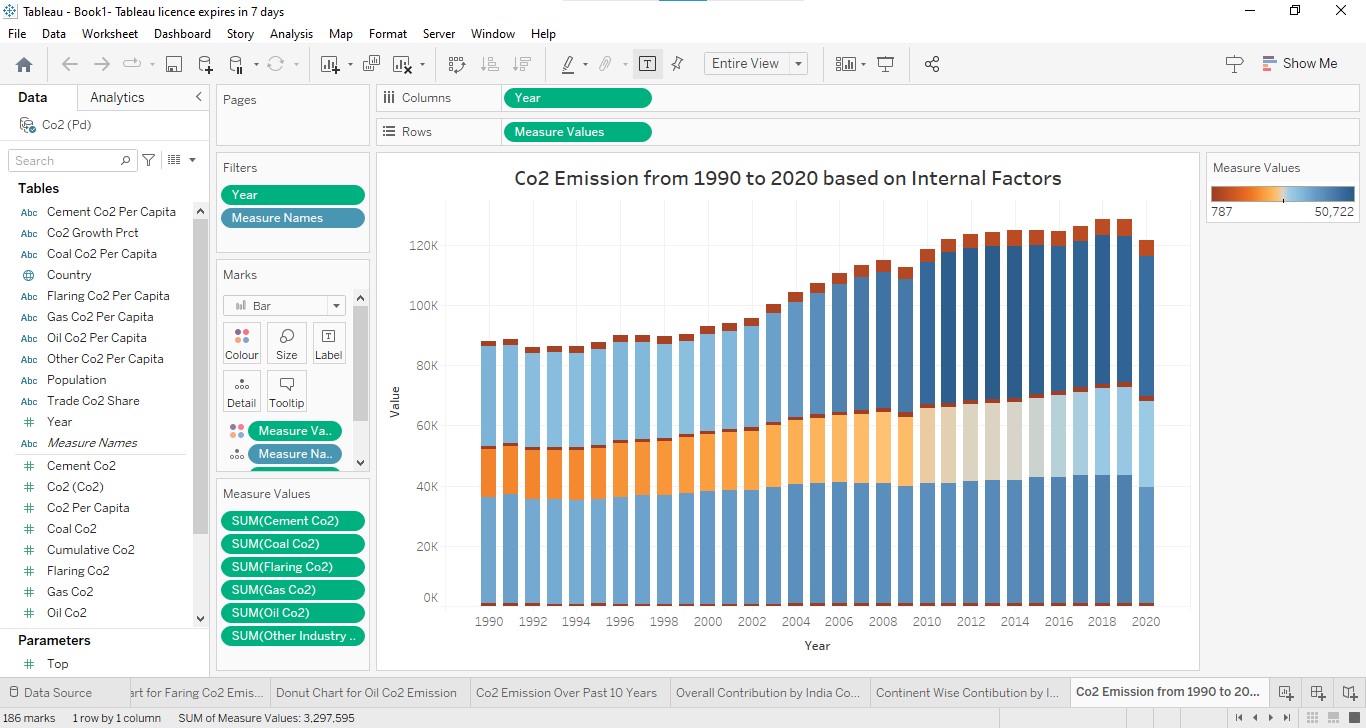 Tableau - Book1- Tableau licence expires in 7 days
File Data Worksheet Dashboard Story Analysis Map Format Server Window Help
Entire View
Show Me
Data Analytics
Co2 (Pd)
Search
Tables
Abc Cement Co2 Per Capita
Abc Co2 Growth Prct
Abc Coal Co2 Per Capita
Country
Abc Flaring Co2 Per Capita
Abc Gas Co2 Per Capita
Abc Oil Co2 Per Capita
Abc Other Co2 Per Capita
Abc Population
Abc Trade Co2 Share
# Year
Abc Measure Names
# Cement Co2
# Co2 (Co2)
# Co2 Per Capita
# Coal Co2
# Cumulative Co2
# Flaring Co2
# Gas Co2
# Oil Co2
Parameters
# Top
Pages
Filters
Year
Measure Names
Marks
Bar
Colour Size Label
Detail Tooltip
Measure Va..
Measure Na..
Measure Values
SUM(Cement Co2)
SUM(Coal Co2)
SUM(Flaring Co2)
SUM(Gas Co2)
SUM(Oil Co2)
SUM(Other Industry ..
Columns Year
Rows Measure Values
Co2 Emission from 1990 to 2020 based on Internal Factors
120K
100K
80K
60K
40K
20K
0K
Value
1990 1992 1994 1996 1998 2000 2002 2004 2006 2008 2010 2012 2014 2016 2018 2020
Year
Measure Values
787 50,722
Data Source art for Faring Co2 Emis... Donut Chart for Oil Co2 Emission Co2 Emission Over Past 10 Years Overall Contribution by India Co... Continent Wise Contibution by I... Co2 Emission from 1990 to 20...
186 marks 1 row by 1 column SUM of Measure Values: 3,297,595